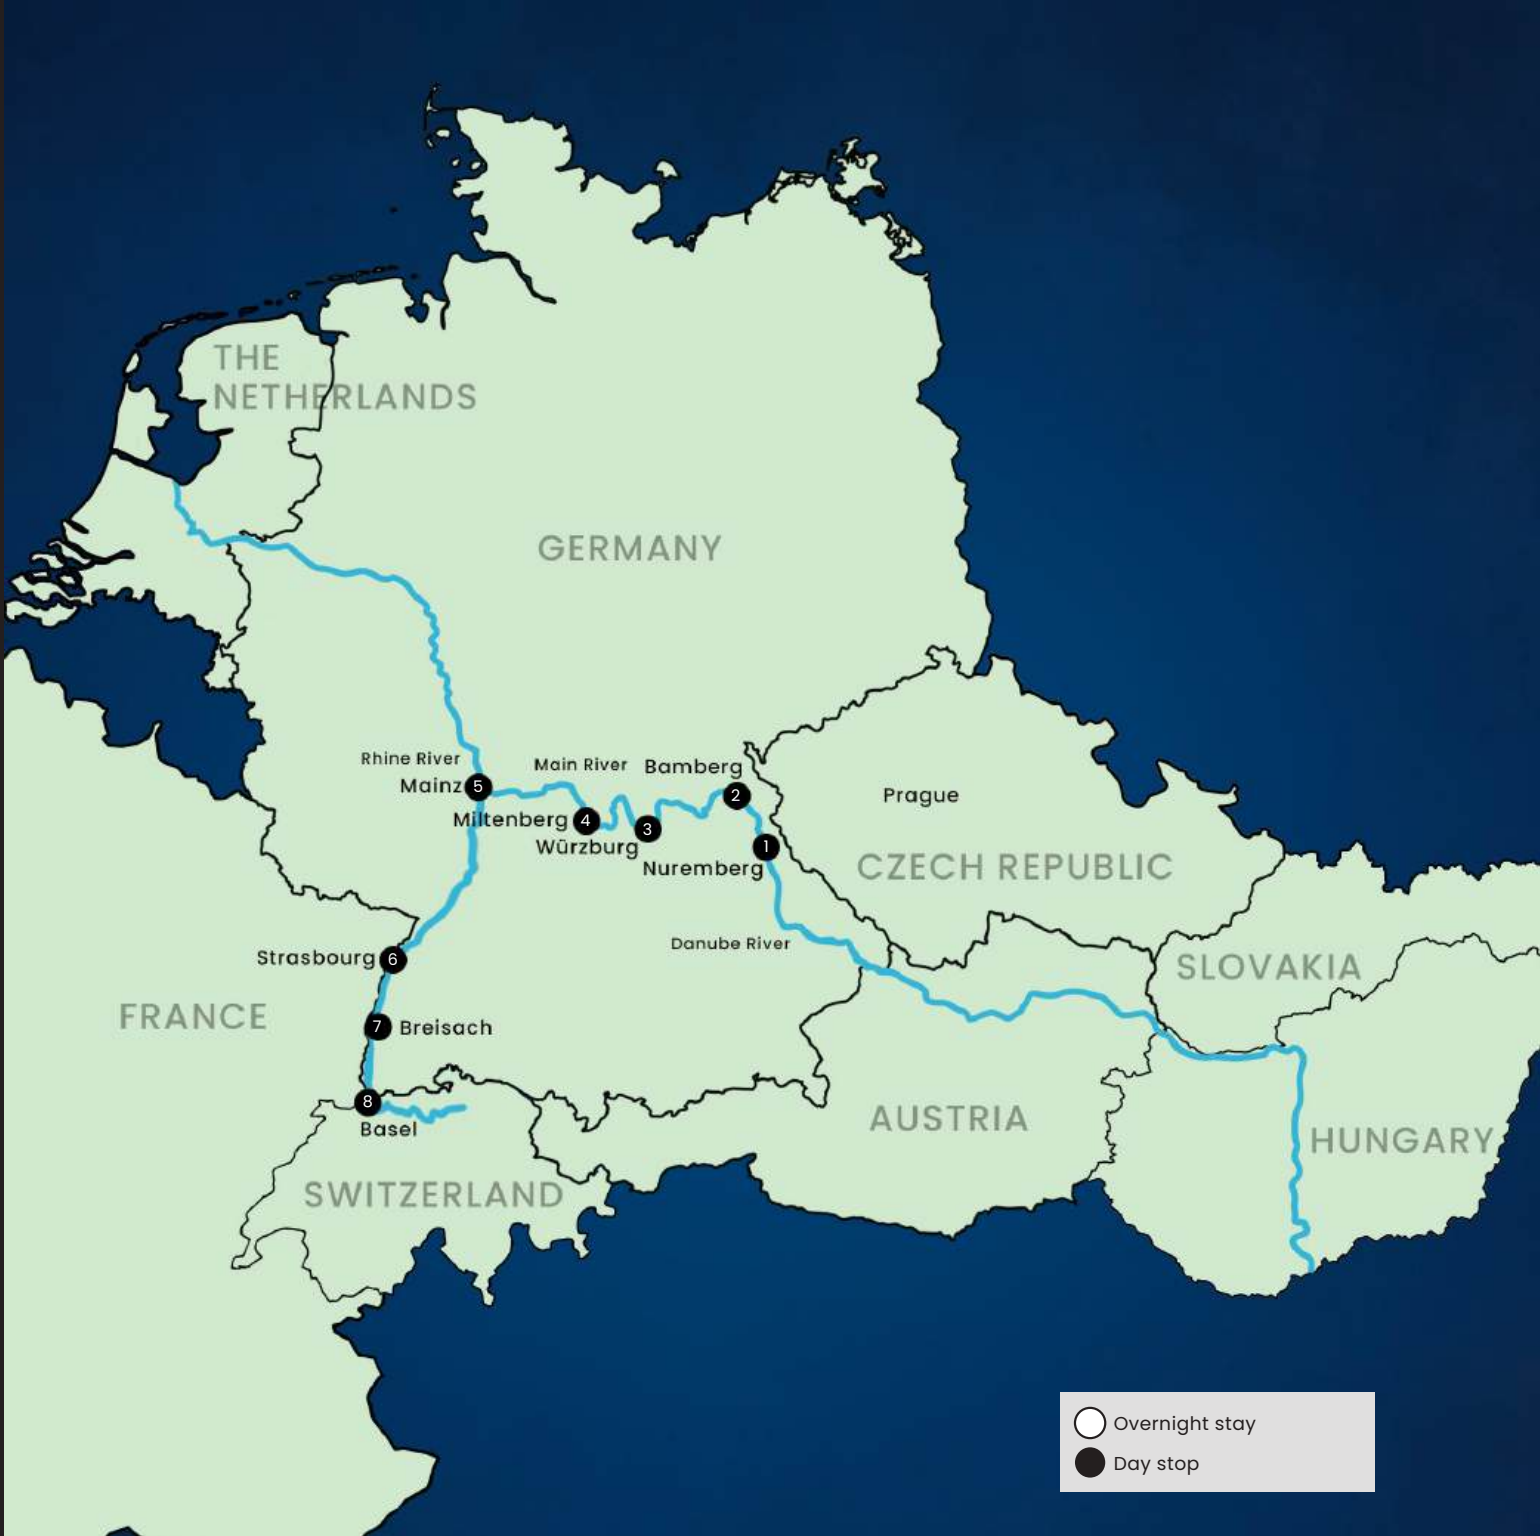 THE
NETHERLANDS
GERMANY
Rhine River
Main River
Bamberg
Mainz
5
2
Prague
Miltenberg
4
3
Würzburg
1
Nuremberg
CZECH REPUBLIC
Danube River
Strasbourg
6
SLOVAKIA
FRANCE
7
Breisach
8
Basel
AUSTRIA
HUNGARY
SWITZERLAND
Overnight stay
Day stop